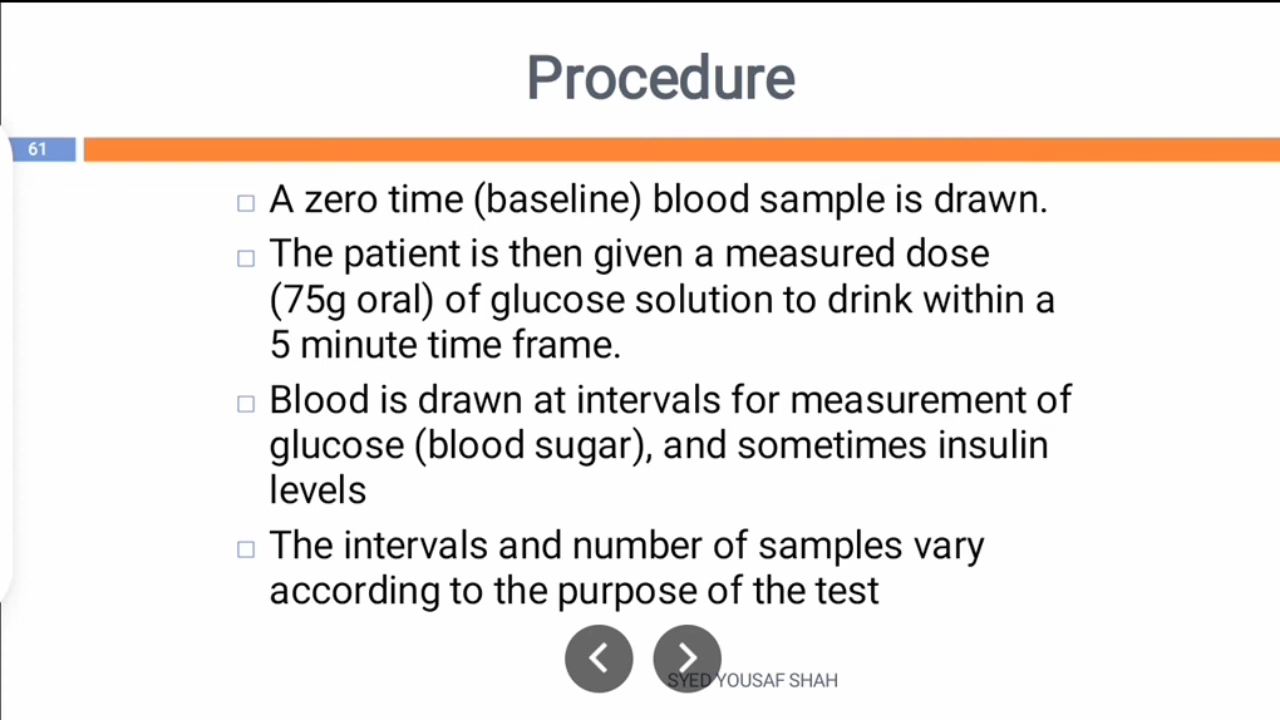 Procedure
61
A zero time (baseline) blood sample is drawn.
The patient is then given a measured dose
(75g oral) of glucose solution to drink within a
5 minute time frame.
Blood is drawn at intervals for measurement of
glucose (blood sugar), and sometimes insulin
levels
The intervals and number of samples vary
according to the purpose of the test
SYED YOUSAF SHAH